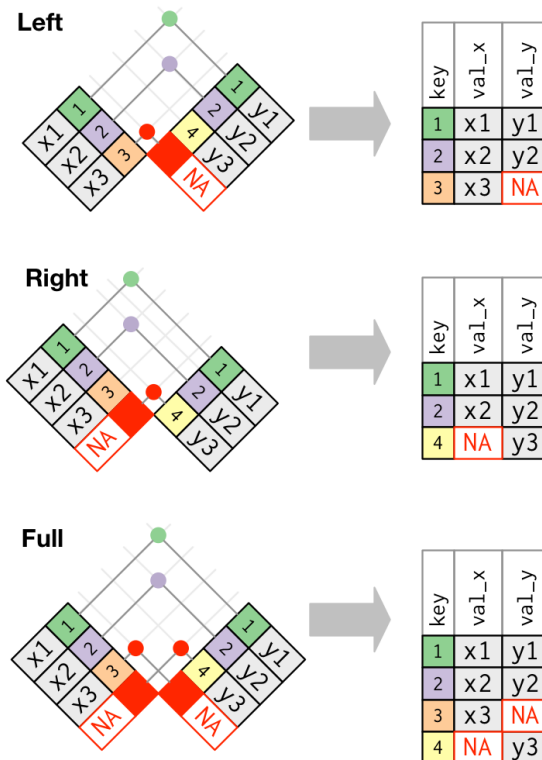 Left
1
2
3
x1
x2
x3
1
2
4
y1
y2
y3
NA
key val_x val_y
1 x1 y1
2 x2 y2
3 x3 NA
Right
1
2
3
x1
x2
x3
NA
1
2
4
y1
y2
y3
key val_x val_y
1 x1 y1
2 x2 y2
4 NA y3
Full
1
2
3
x1
x2
x3
NA
1
2
4
y1
y2
y3
NA
key val_x val_y
1 x1 y1
2 x2 y2
3 x3 NA
4 NA y3